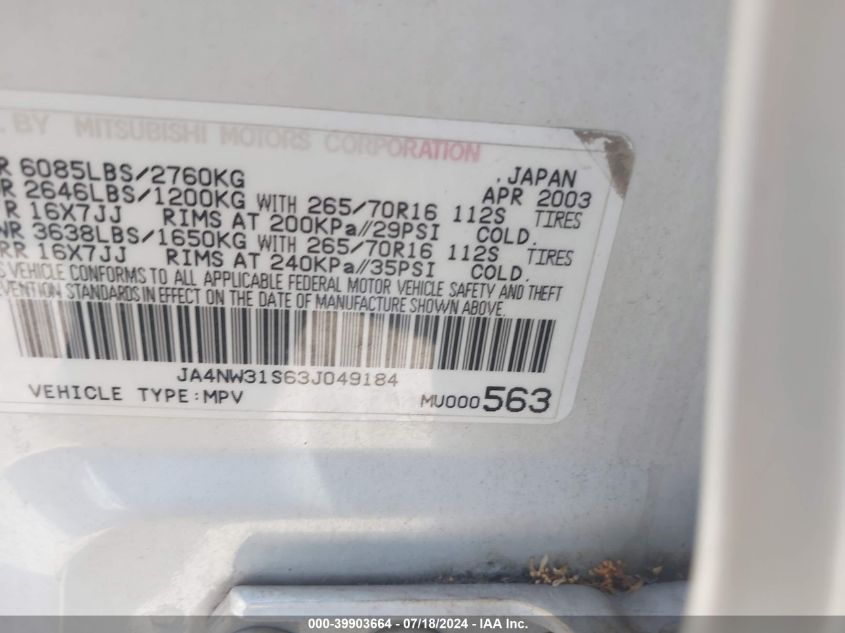 L BY MITSUBISHI MOTORS CORPORATION
.JAPAN
R 6085LBS/2760KG APR 2003
R 2646LBS/1200KG WITH 265/70R16 112S TIRES
R 16X7JJ RIMS AT 200KPa//29PSI COLD.
WR 3638LBS/1650KG WITH 265/70R16 112S TIRES
RR 16X7JJ RIMS AT 240KPa//35PSI COLD.
S VEHICLE CONFORMS TO ALL APPLICABLE FEDERAL MOTOR VEHICLE SAFETY AND THEFT
EVENTION STANDARDS IN EFFECT ON THE DATE OF MANUFACTURE SHOWN ABOVE.
JA4NW31S63J049184
VEHICLE TYPE:MPV MU000563
000-39903664 / 07/18/2024 / IAA Inc.